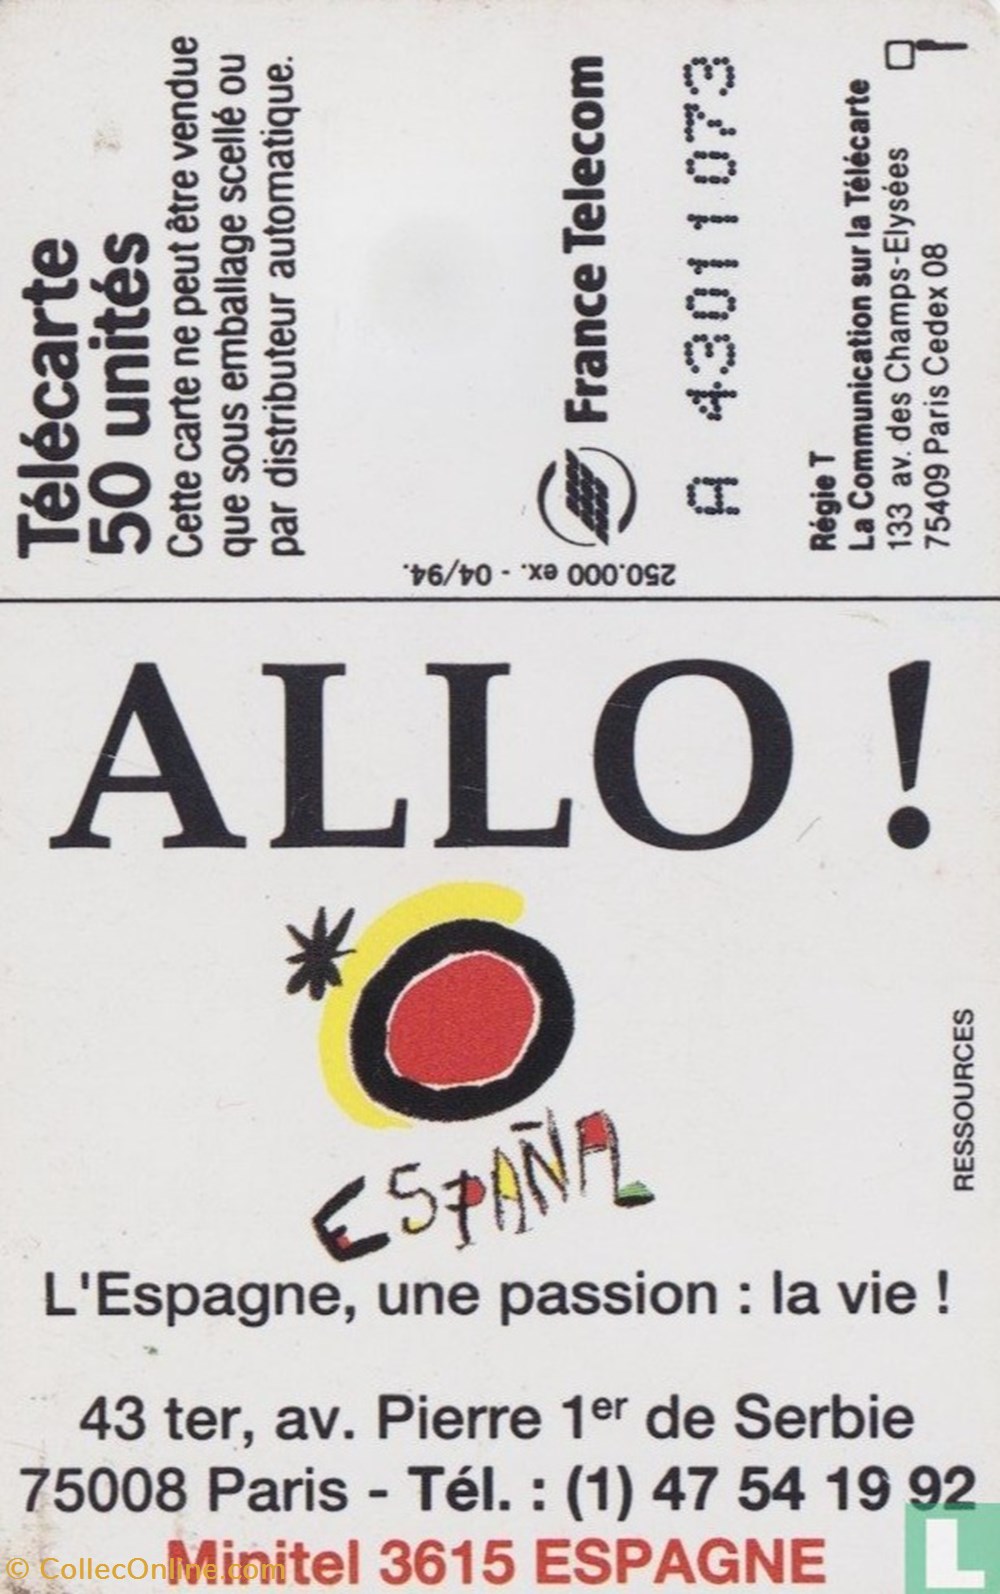 Télécarte
50 unités
Cette carte ne peut être vendue
que sous emballage scellé ou
par distributeur automatique.
250.000 ex. - 04/94.
France Telecom
A 43011073
Régie T
La Communication sur la Télécarte
133 av. des Champs-Elysées
75409 Paris Cedex 08
ALLO !
ESPAÑA
RESSOURCES
L'Espagne, une passion : la vie !
43 ter, av. Pierre 1er de Serbie
75008 Paris - Tél. : (1) 47 54 19 92
Minitel 3615 ESPAGNE
© CollecOnline.com
L